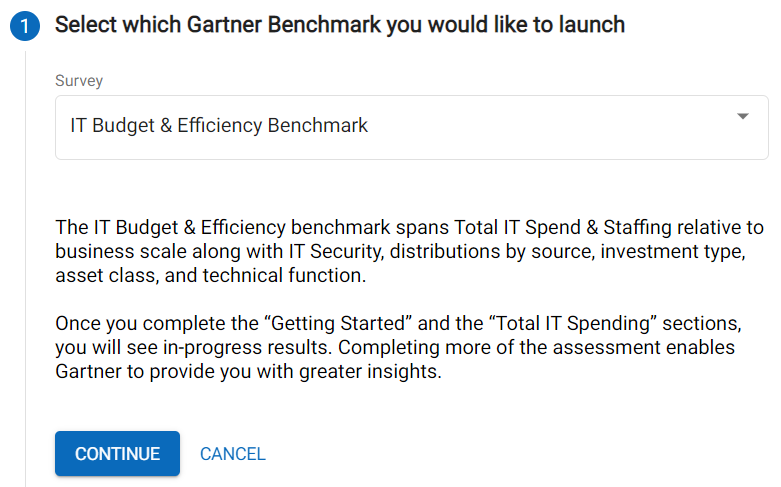 1 Select which Gartner Benchmark you would like to launch
Survey
IT Budget & Efficiency Benchmark
The IT Budget & Efficiency benchmark spans Total IT Spend & Staffing relative to
business scale along with IT Security, distributions by source, investment type,
asset class, and technical function.
Once you complete the “Getting Started” and the “Total IT Spending” sections,
you will see in-progress results. Completing more of the assessment enables
Gartner to provide you with greater insights.
CONTINUE CANCEL